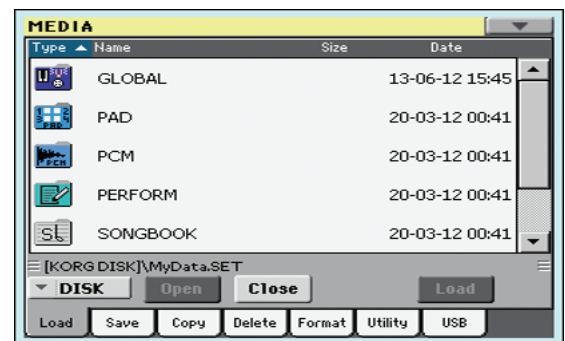 MEDIA
Type Name Size Date
GLOBAL 13-06-12 15:45
PAD 20-03-12 00:41
PCM 20-03-12 00:41
PERFORM 20-03-12 00:41
SONGBOOK 20-03-12 00:41
[KORG DISK]\MyData.SET
DISK Open Close Load
Load Save Copy Delete Format Utility USB